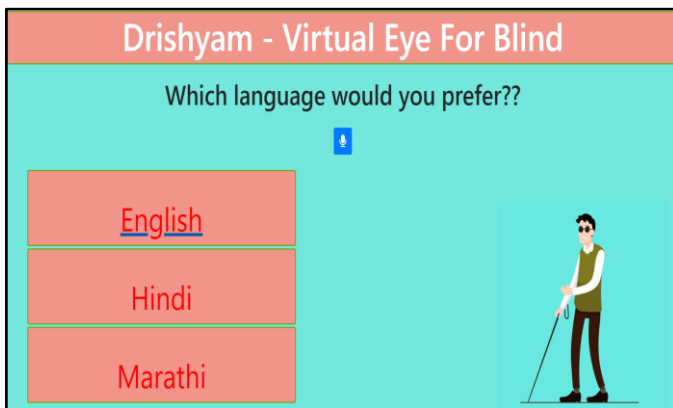 Drishyam - Virtual Eye For Blind
Which language would you prefer??
English
Hindi
Marathi